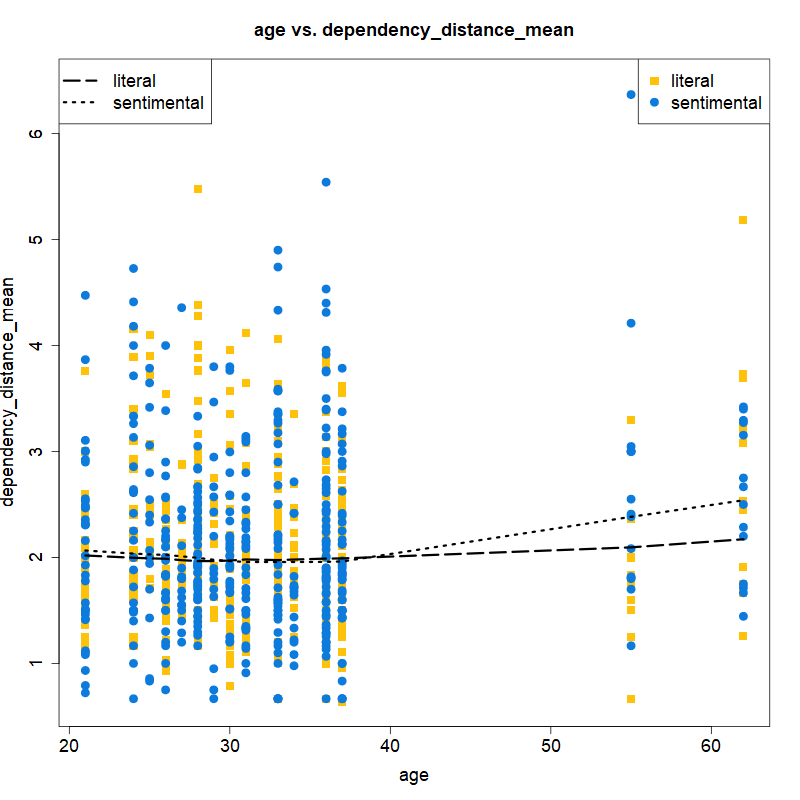 age vs. dependency_distance_mean
literal
sentimental
literal
sentimental
dependency_distance_mean
6
5
4
3
2
1
20 30 40 50 60
age